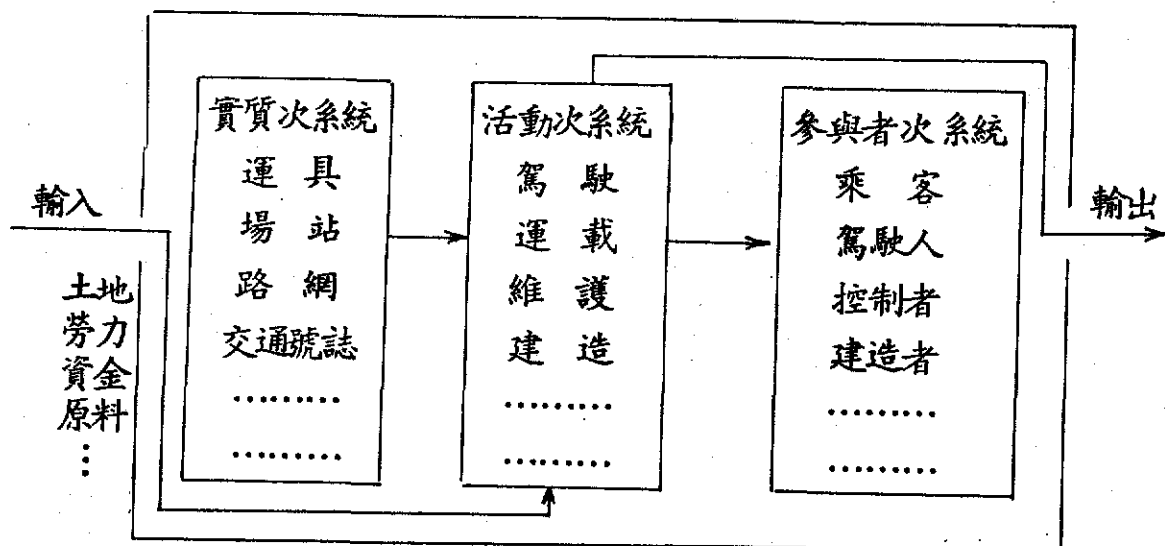 輸入
土地
勞力
資金
原料
⋮
實質次系統
運具
場站
路網
交通號誌
.........
.........
活動次系統
駕駛
運載
維護
建造
.........
.........
參與者次系統
乘客
駕駛人
控制者
建造者
.........
.........
輸出